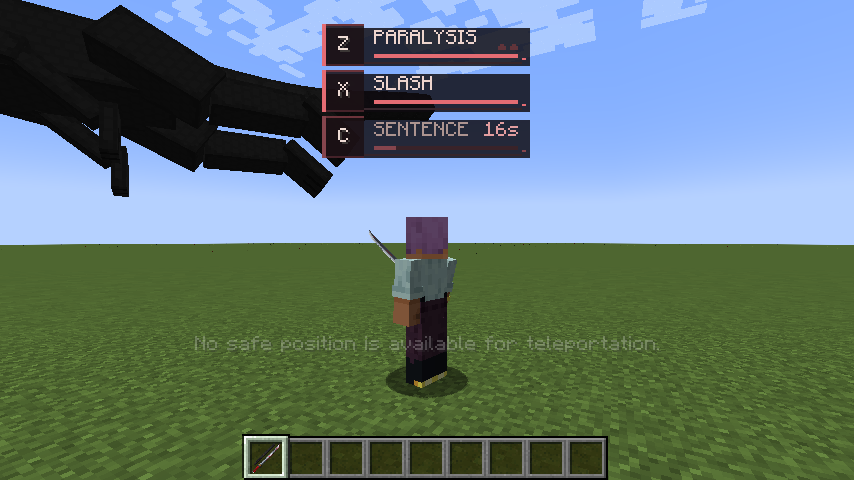 Z PARALYSIS
X SLASH
C SENTENCE 16s
No safe position is available for teleportation.